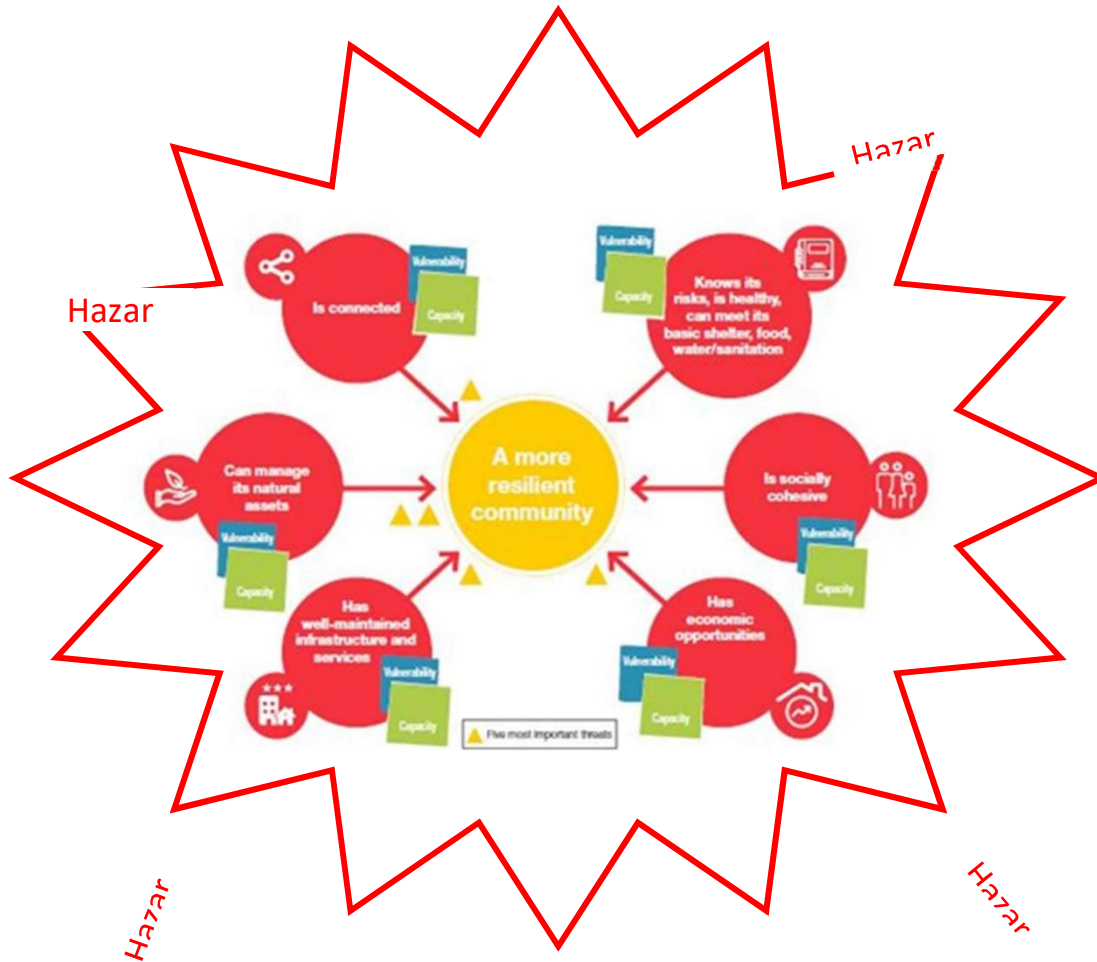 Hazar
Hazar
Vulnerability
Capacity
Is connected
Vulnerability
Capacity
Knows its
risks, is healthy,
can meet its
basic shelter, food,
water/sanitation
Can manage
its natural
assets
Vulnerability
Capacity
A more
resilient
community
Is socially
cohesive
Vulnerability
Capacity
Has
well-maintained
infrastructure and
services
Vulnerability
Capacity
Has
economic
opportunities
Vulnerability
Capacity
Five most important threats
Hazar
Hazar